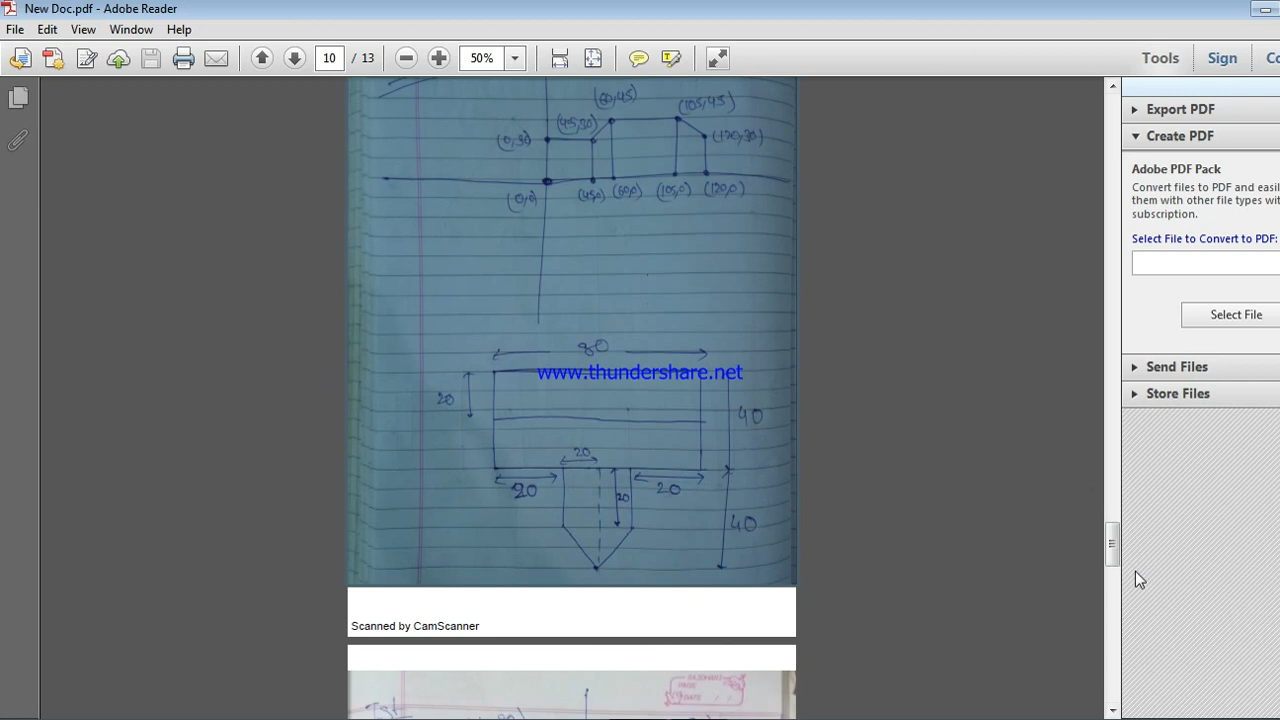 New Doc.pdf - Adobe Reader
File Edit View Window Help
10 / 13 50% Tools Sign Co
Export PDF
Create PDF
Adobe PDF Pack
Convert files to PDF and easi
them with other file types wit
subscription.
Select File to Convert to PDF:
Select File
Send Files
Store Files
(60,45) (105,45)
(0,30) (45,30) (120,30)
(0,0) (45,0) (60,0) (105,0) (120,0)
80
www.thundershare.net
20 40
20
20 20 20
40
Scanned by CamScanner
PAGE
DATE